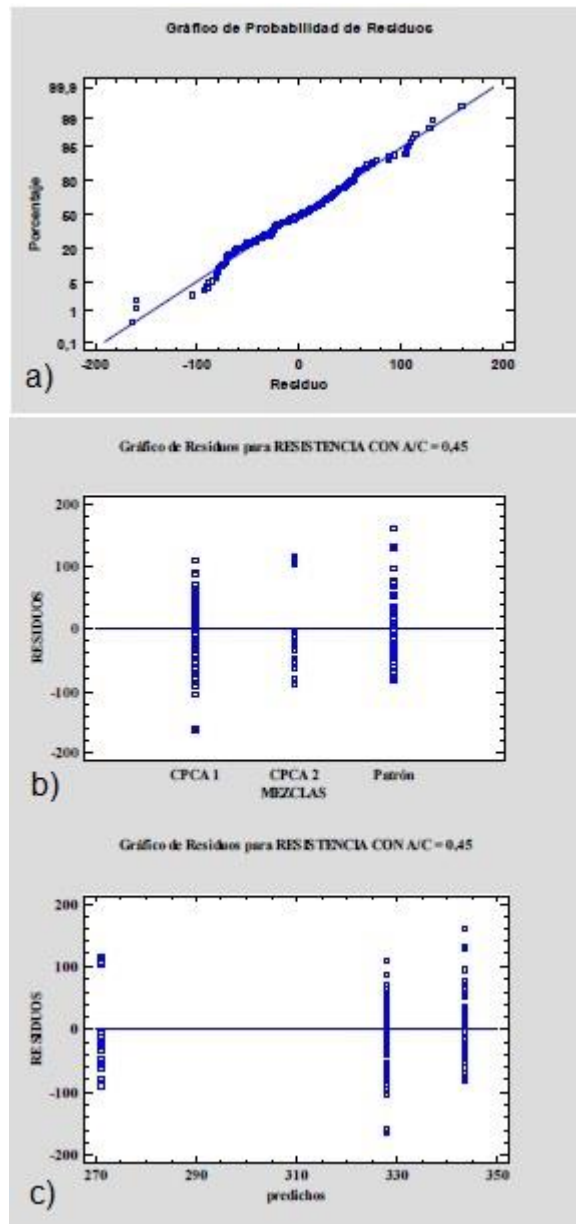 Gráfico de Probabilidad de Residuos
Porcentaje
99,9
99
95
80
50
20
5
1
0,1
-200 -100 0 100 200
Residuo
a)
Gráfico de Residuos para RESISTENCIA CON A/C = 0,45
RESIDUOS
200
100
0
-100
-200
CPCA 1 CPCA 2 Patrón
MEZCLAS
b)
Gráfico de Residuos para RESISTENCIA CON A/C = 0,45
RESIDUOS
200
100
0
-100
-200
270 290 310 330 350
predichos
c)